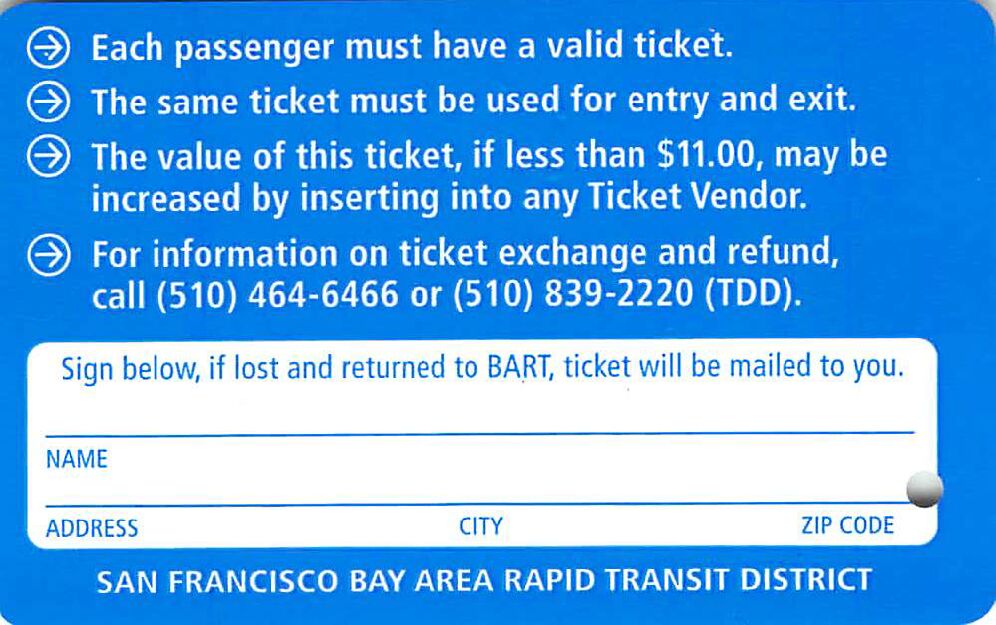 Each passenger must have a valid ticket.
The same ticket must be used for entry and exit.
The value of this ticket, if less than $11.00, may be
increased by inserting into any Ticket Vendor.
For information on ticket exchange and refund,
call (510) 464-6466 or (510) 839-2220 (TDD).
Sign below, if lost and returned to BART, ticket will be mailed to you.
NAME
ADDRESS CITY ZIP CODE
SAN FRANCISCO BAY AREA RAPID TRANSIT DISTRICT